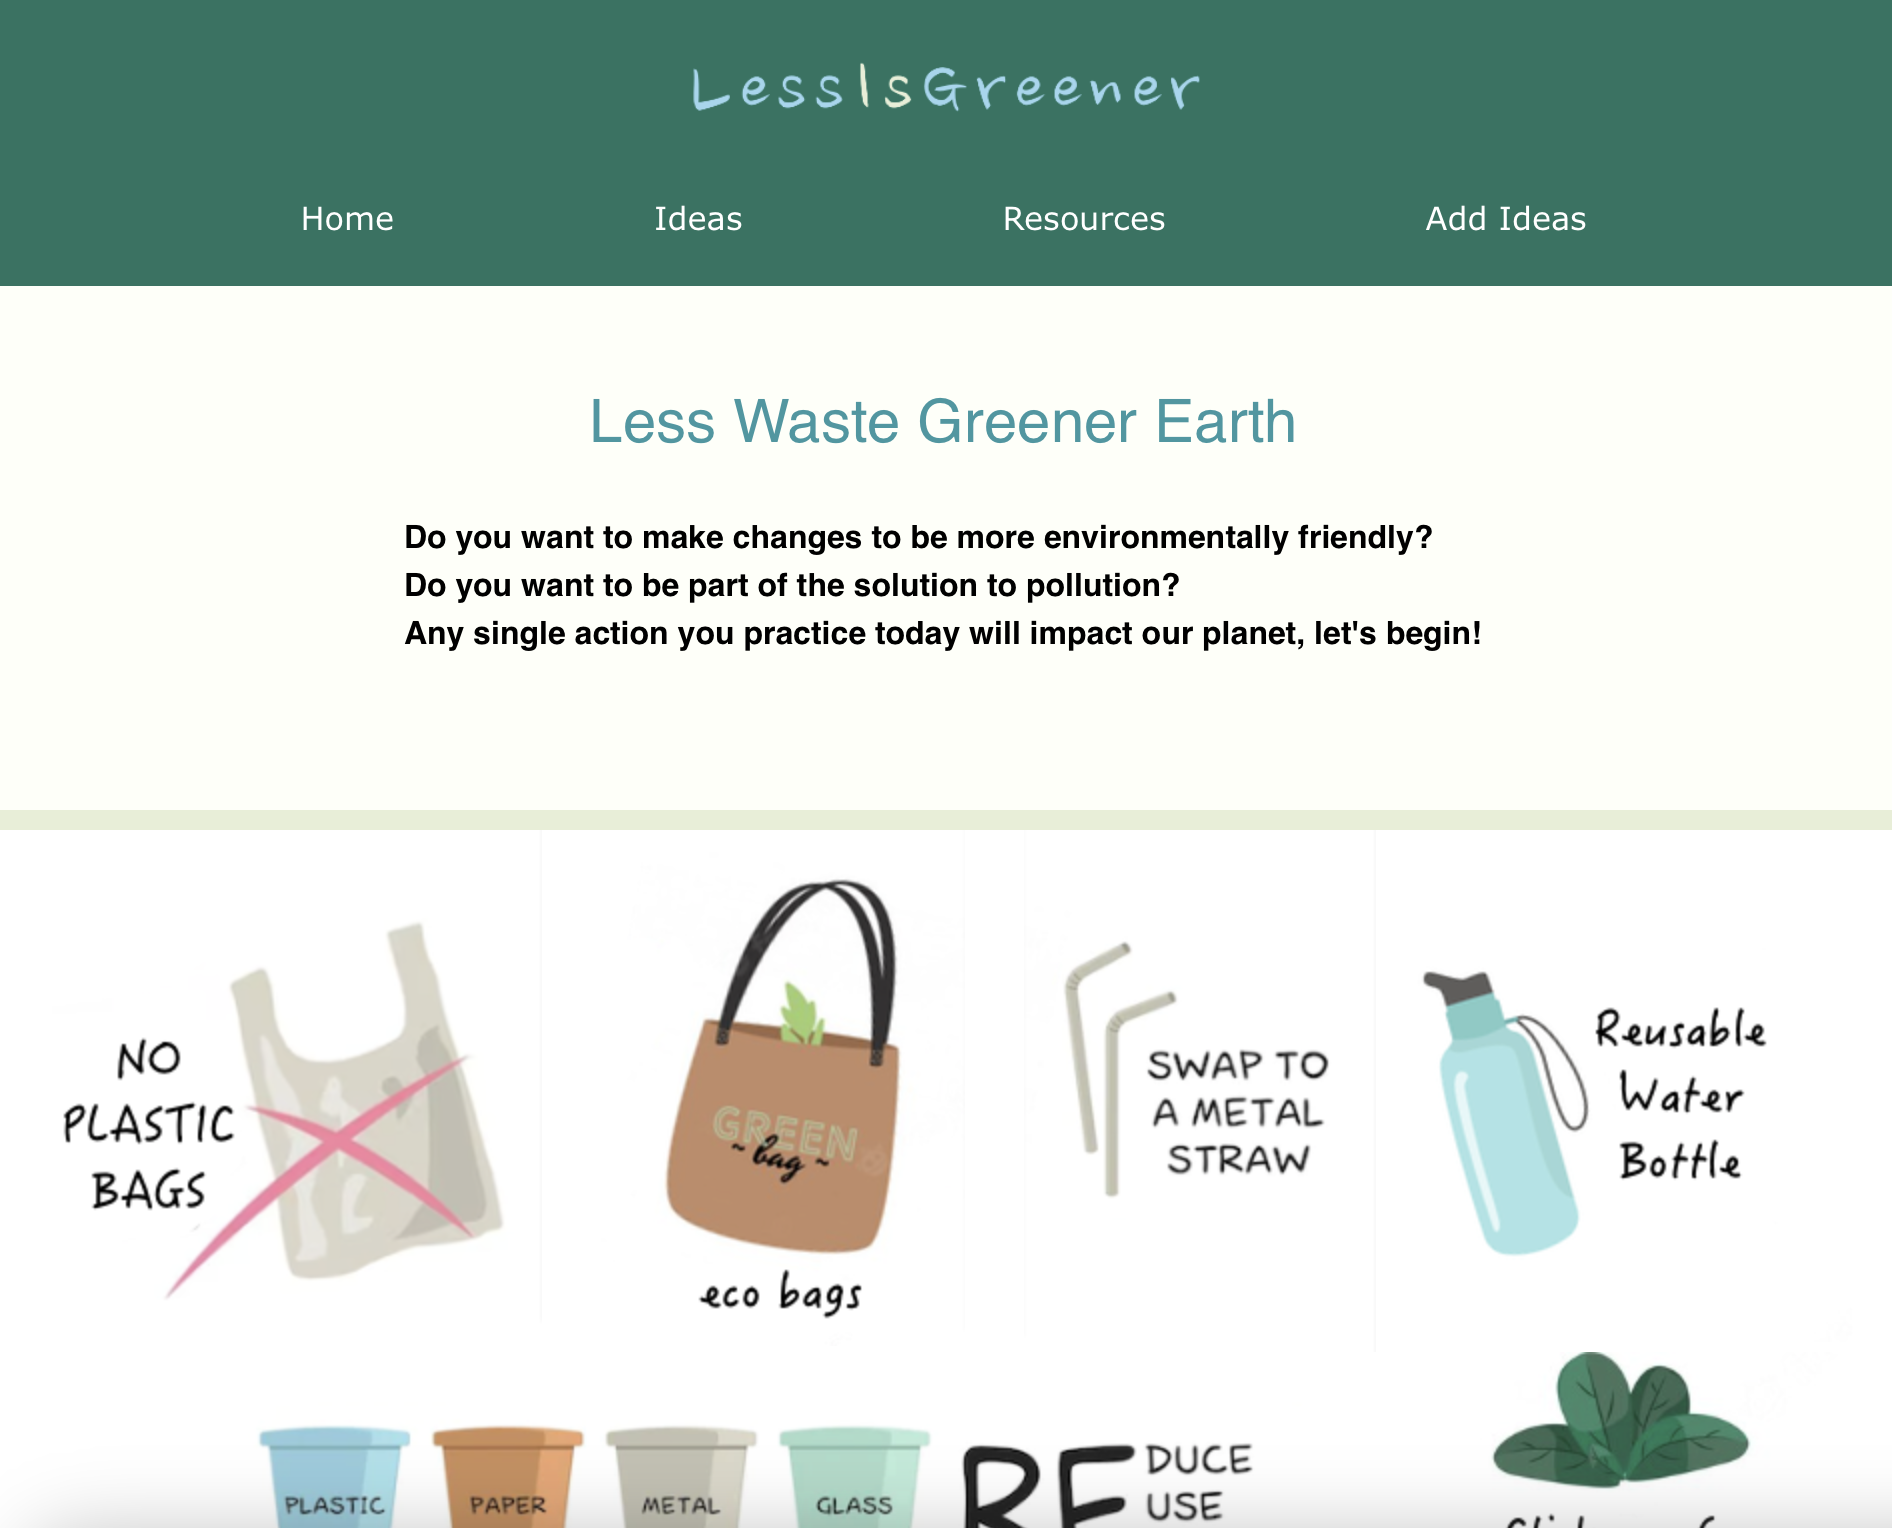 LessIsGreener
Home Ideas Resources Add Ideas
Less Waste Greener Earth
Do you want to make changes to be more environmentally friendly?
Do you want to be part of the solution to pollution?
Any single action you practice today will impact our planet, let's begin!
NO
PLASTIC
BAGS
GREEN
~ bag ~
eco bags
SWAP TO
A METAL
STRAW
Reusable
Water
Bottle
PLASTIC
PAPER
METAL
GLASS
RE
DUCE
USE